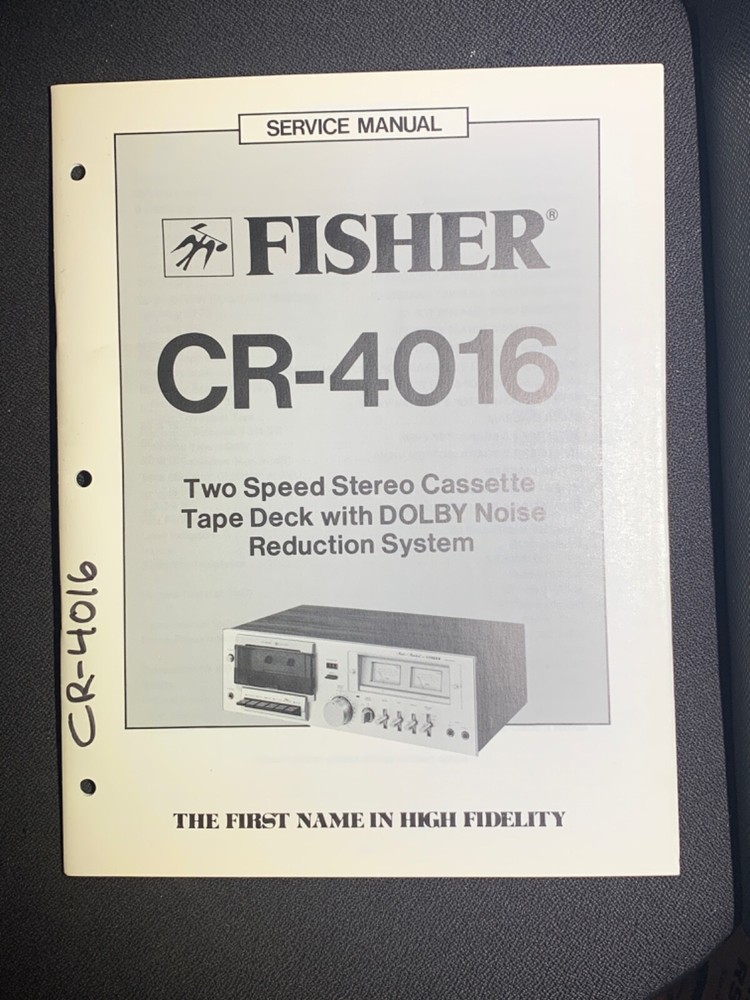 SERVICE MANUAL
FISHER®
CR-4016
Two Speed Stereo Cassette
Tape Deck with DOLBY Noise
Reduction System
THE FIRST NAME IN HIGH FIDELITY
CR-4016